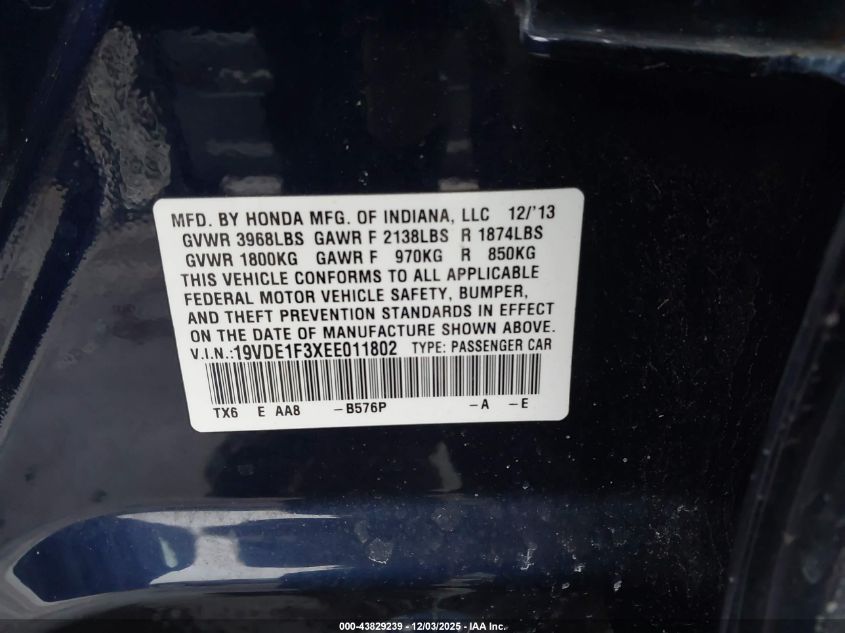 MFD. BY HONDA MFG. OF INDIANA, LLC 12/'13
GVWR 3968LBS GAWR F 2138LBS R 1874LBS
GVWR 1800KG GAWR F 970KG R 850KG
THIS VEHICLE CONFORMS TO ALL APPLICABLE
FEDERAL MOTOR VEHICLE SAFETY, BUMPER,
AND THEFT PREVENTION STANDARDS IN EFFECT
ON THE DATE OF MANUFACTURE SHOWN ABOVE.
V.I.N.:19VDE1F3XEE011802 TYPE: PASSENGER CAR
TX6 E AA8 -B576P -A -E
000-43829239 - 12/03/2025 - IAA Inc.